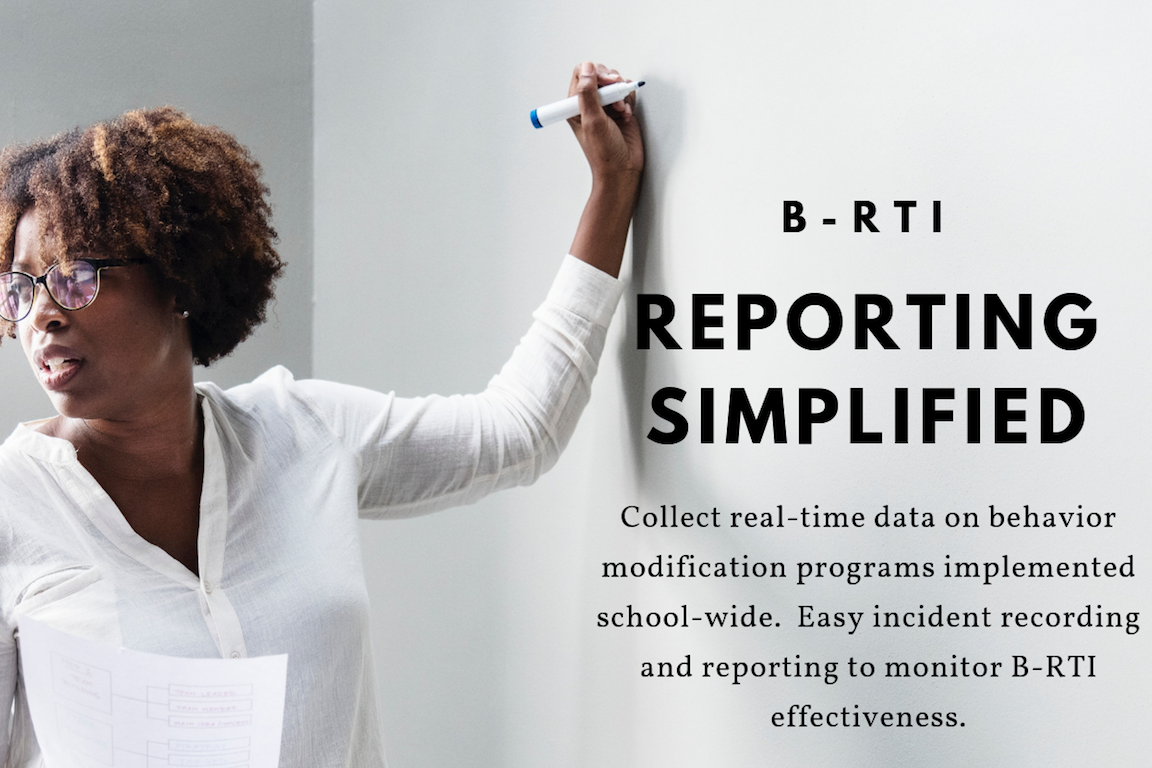 B-RTI
REPORTING
SIMPLIFIED
Collect real-time data on behavior
modification programs implemented
school-wide.  Easy incident recording
and reporting to monitor B-RTI
effectiveness.